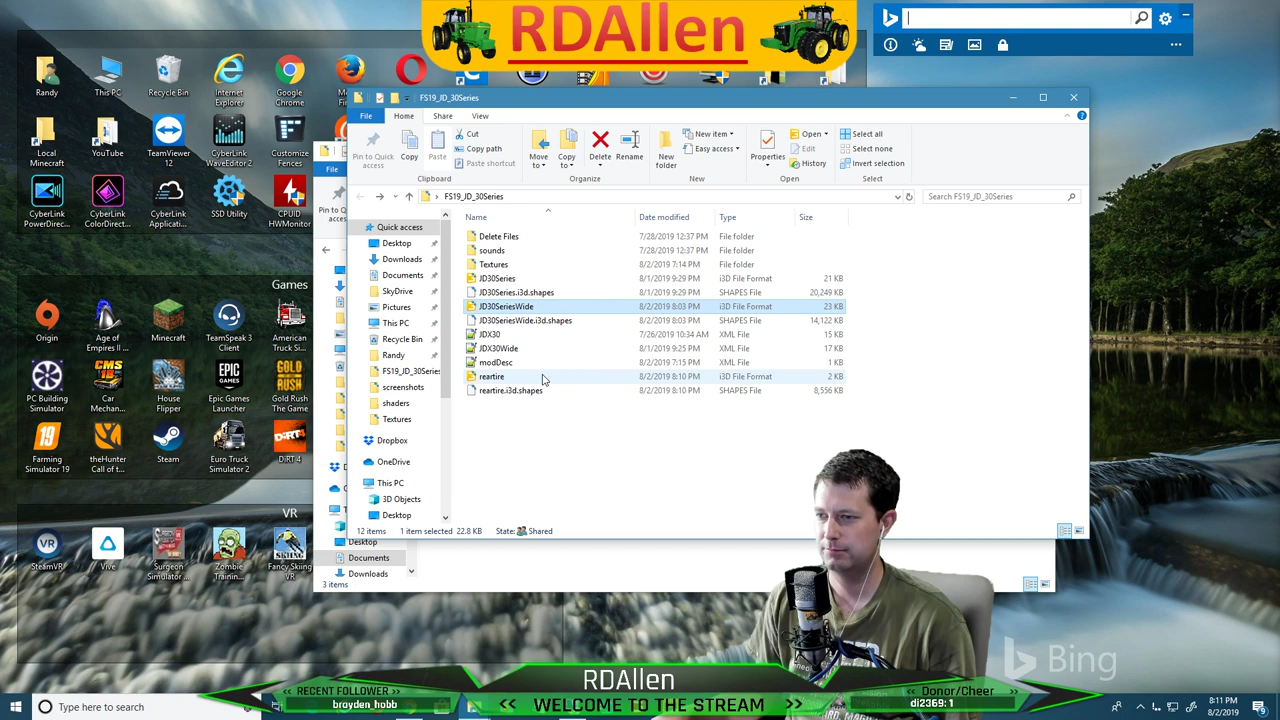 RDAllen
FS19_JD_30Series
File
Home
Share
View
Pin to Quick access
Copy
Paste
Cut
Copy path
Paste shortcut
Clipboard
Move to
Copy to
Delete
Rename
Organize
New folder
New item
Easy access
New
Properties
Open
Edit
History
Open
Select all
Select none
Invert selection
Select
FS19_JD_30Series
Search FS19_JD_30Series
Name
Date modified
Type
Size
Delete Files 7/28/2019 12:37 PM File folder
sounds 7/28/2019 12:37 PM File folder
Textures 8/2/2019 7:14 PM File folder
JD30Series 8/1/2019 9:29 PM i3D File Format 21 KB
JD30Series.i3d.shapes 8/1/2019 9:29 PM SHAPES File 20,249 KB
JD30SeriesWide 8/2/2019 8:03 PM i3D File Format 23 KB
JD30SeriesWide.i3d.shapes 8/2/2019 8:03 PM SHAPES File 14,122 KB
JDX30 7/26/2019 10:34 AM XML File 15 KB
JDX30Wide 8/1/2019 9:25 PM XML File 17 KB
modDesc 8/2/2019 7:15 PM XML File 1 KB
reartire 8/2/2019 8:10 PM i3D File Format 2 KB
reartire.i3d.shapes 8/2/2019 8:10 PM SHAPES File 8,556 KB
Quick access
Desktop
Downloads
Documents
SkyDrive
Pictures
This PC
Recycle Bin
Randy
FS19_JD_30Series
screenshots
shaders
Textures
Dropbox
OneDrive
This PC
3D Objects
Desktop
12 items
1 item selected 22.8 KB
State:
Shared
File
Desktop
Documents
Downloads
3 items
Randy
This PC
Recycle Bin
Internet Explorer
Google Chrome
Local Minecraft
YouTube
TeamViewer 12
CyberLink WaveEditor 2
Customize Fences
CyberLink PowerDirec...
CyberLink ColorDirect...
CyberLink Applicati...
SSD Utility
CPUID HWMonitor
Games
Origin
Age of Empires II ...
Minecraft
TeamSpeak 3 Client
American Truck Sim...
PC Building Simulator
Car Mechan...
House Flipper
Epic Games Launcher
Gold Rush The Game
Farming Simulator 19
theHunter Call of t...
Steam
Euro Truck Simulator 2
DiRT 4
VR
SteamVR
Vive
Surgeon Simulator ...
Zombie Trainin...
Fancy Skiing VR
Bing
RDAllen
<< RECENT FOLLOWER >>
brayden_hobb
<< WELCOME TO THE STREAM >>
<< Donor/Cheer >>
di2369: 1
Type here to search
8:11 PM
8/2/2019